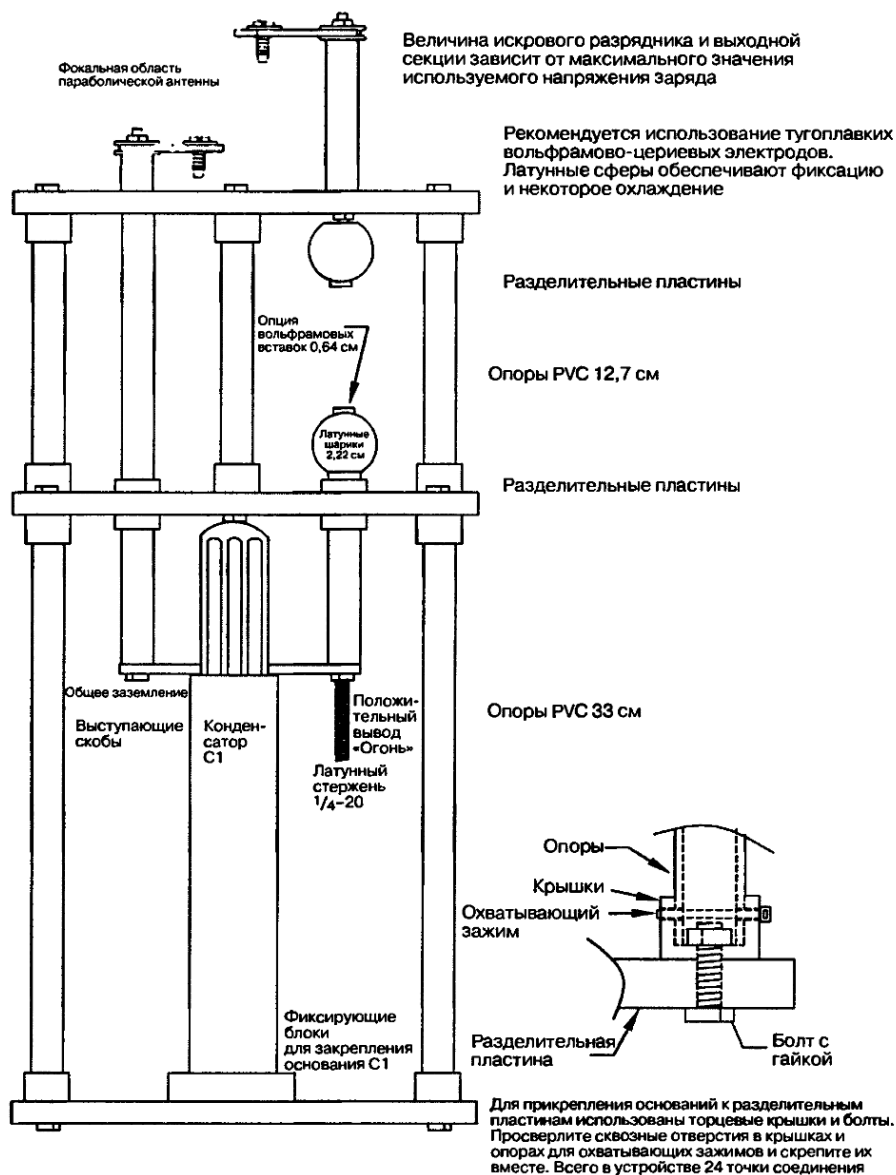 Величина искрового разрядника и выходной
секции зависит от максимального значения
используемого напряжения заряда
Фокальная область
параболической антенны
Рекомендуется использование тугоплавких
вольфрамово-цериевых электродов.
Латунные сферы обеспечивают фиксацию
и некоторое охлаждение
Разделительные пластины
Опция
вольфрамовых
вставок 0,64 см
Опоры PVC 12,7 см
Латунные
шарики
2,22 см
Разделительные пластины
Общее заземление
Выступающие
скобы
Конден-
сатор
С1
Положи-
тельный
вывод
«Огонь»
Латунный
стержень
1/4–20
Опоры PVC 33 см
Опоры
Крышки
Охватывающий
зажим
Фиксирующие
блоки
для закрепления
основания С1
Разделительная
пластина
Болт с
гайкой
Для прикрепления оснований к разделительным
пластинам использованы торцевые крышки и болты.
Просверлите сквозные отверстия в крышках и
опорах для охватывающих зажимов и скрепите их
вместе. Всего в устройстве 24 точки соединения